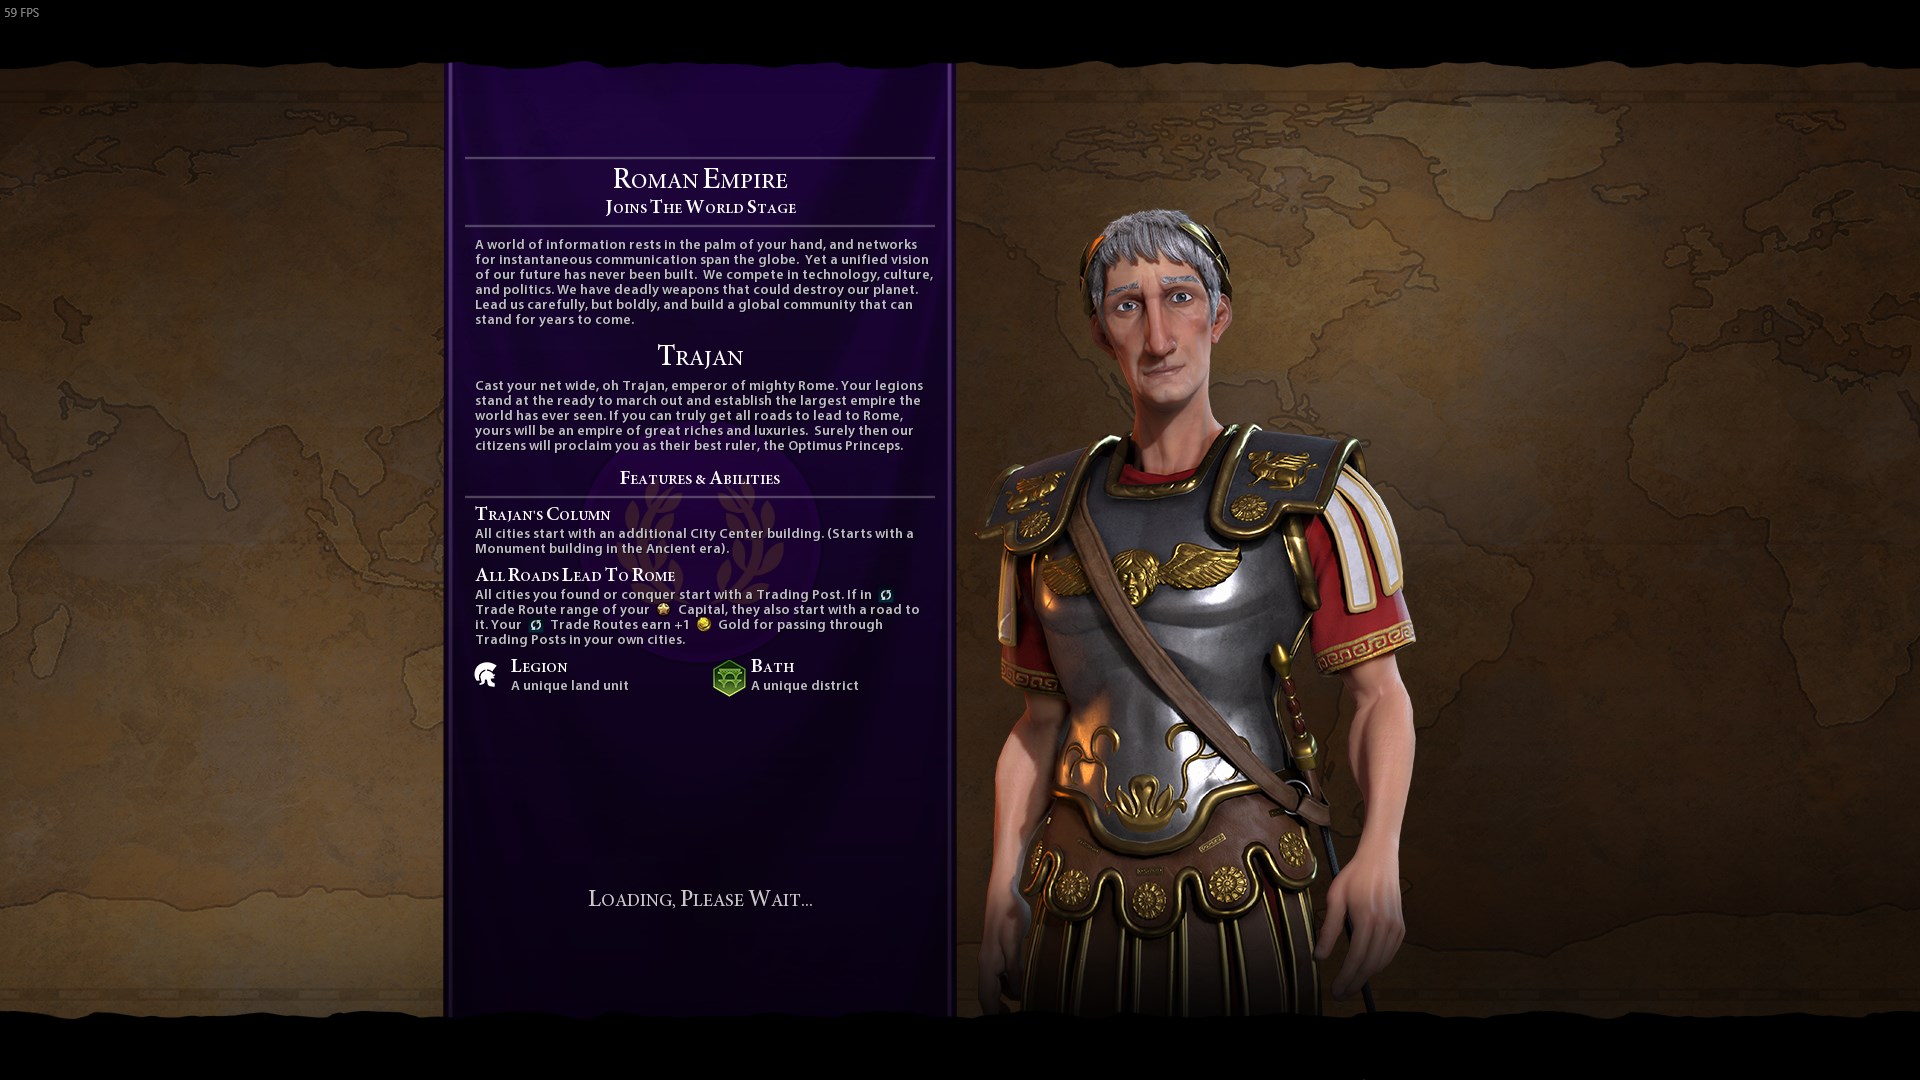 59 FPS
Roman Empire
Joins The World Stage
A world of information rests in the palm of your hand, and networks
for instantaneous communication span the globe.  Yet a unified vision
of our future has never been built.  We compete in technology, culture,
and politics. We have deadly weapons that could destroy our planet.
Lead us carefully, but boldly, and build a global community that can
stand for years to come.
Trajan
Cast your net wide, oh Trajan, emperor of mighty Rome. Your legions
stand at the ready to march out and establish the largest empire the
world has ever seen. If you can truly get all roads to lead to Rome,
yours will be an empire of great riches and luxuries.  Surely then our
citizens will proclaim you as their best ruler, the Optimus Princeps.
Features & Abilities
Trajan's Column
All cities start with an additional City Center building. (Starts with a
Monument building in the Ancient era).
All Roads Lead To Rome
All cities you found or conquer start with a Trading Post. If in
Trade Route range of your Capital, they also start with a road to
it. Your Trade Routes earn +1 Gold for passing through
Trading Posts in your own cities.
Legion
A unique land unit
Bath
A unique district
Loading, Please Wait...